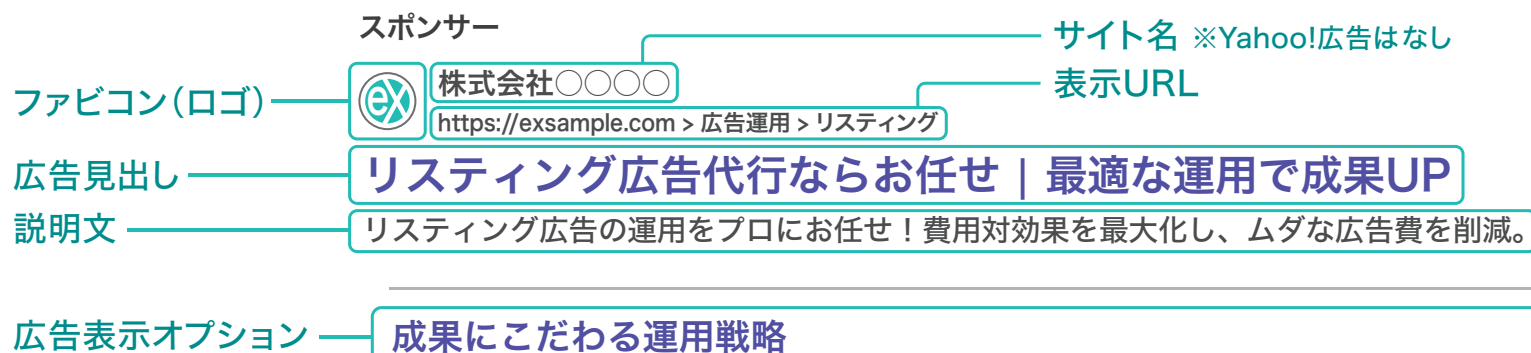 スポンサー
サイト名 ※Yahoo!広告はなし
ファビコン(ロゴ)
ex
株式会社○○○○
表示URL
https://exsample.com > 広告運用 > リスティング
広告見出し
リスティング広告代行ならお任せ | 最適な運用で成果UP
説明文
リスティング広告の運用をプロにお任せ！費用対効果を最大化し、ムダな広告費を削減。
広告表示オプション
成果にこだわる運用戦略